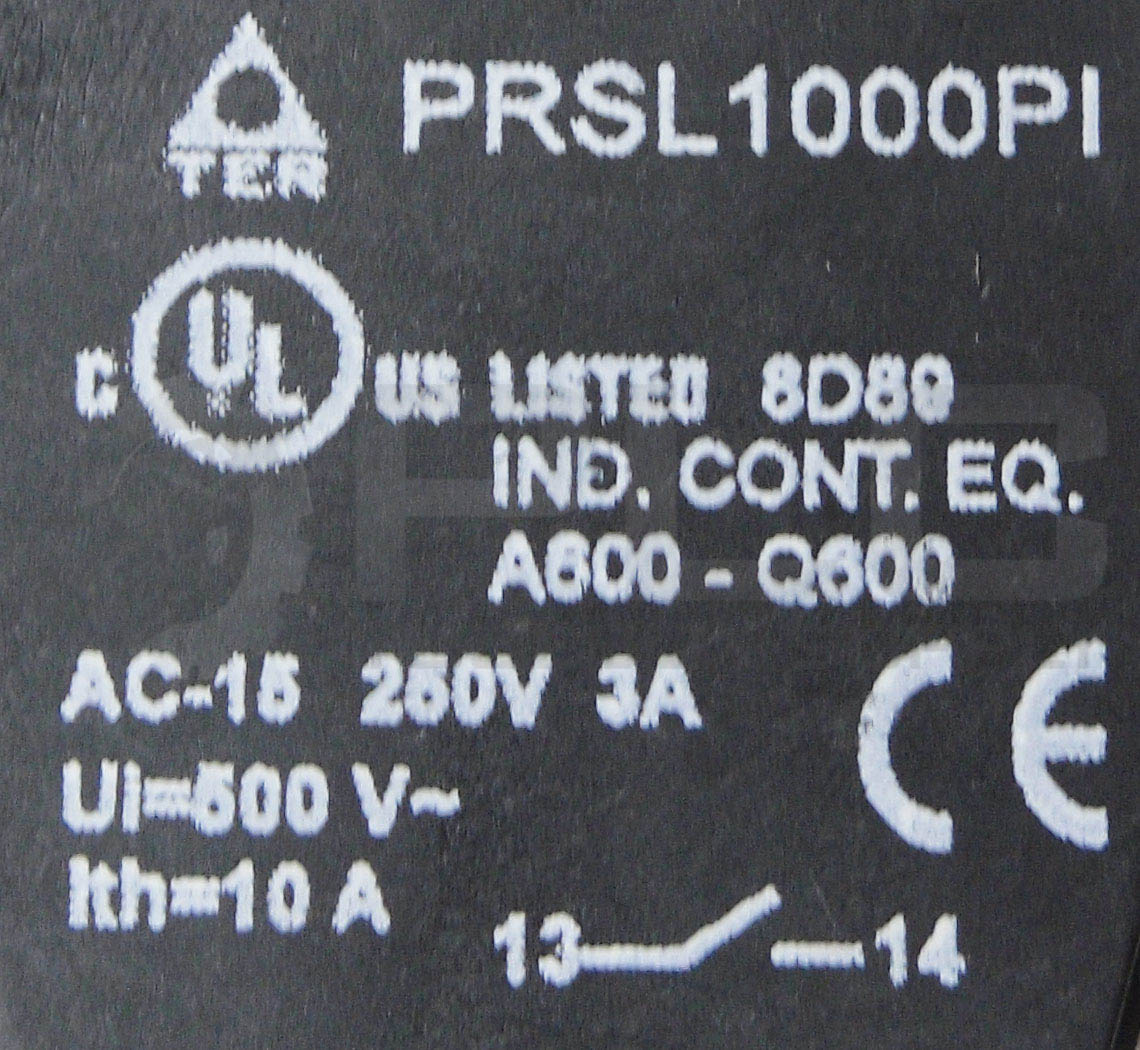 TER
PRSL1000PI
C UL US LISTED 8D89
IND. CONT. EQ.
A600 - Q600
AC-15 250V 3A
Ui=500 V~
Ith=10 A
CE
13 14